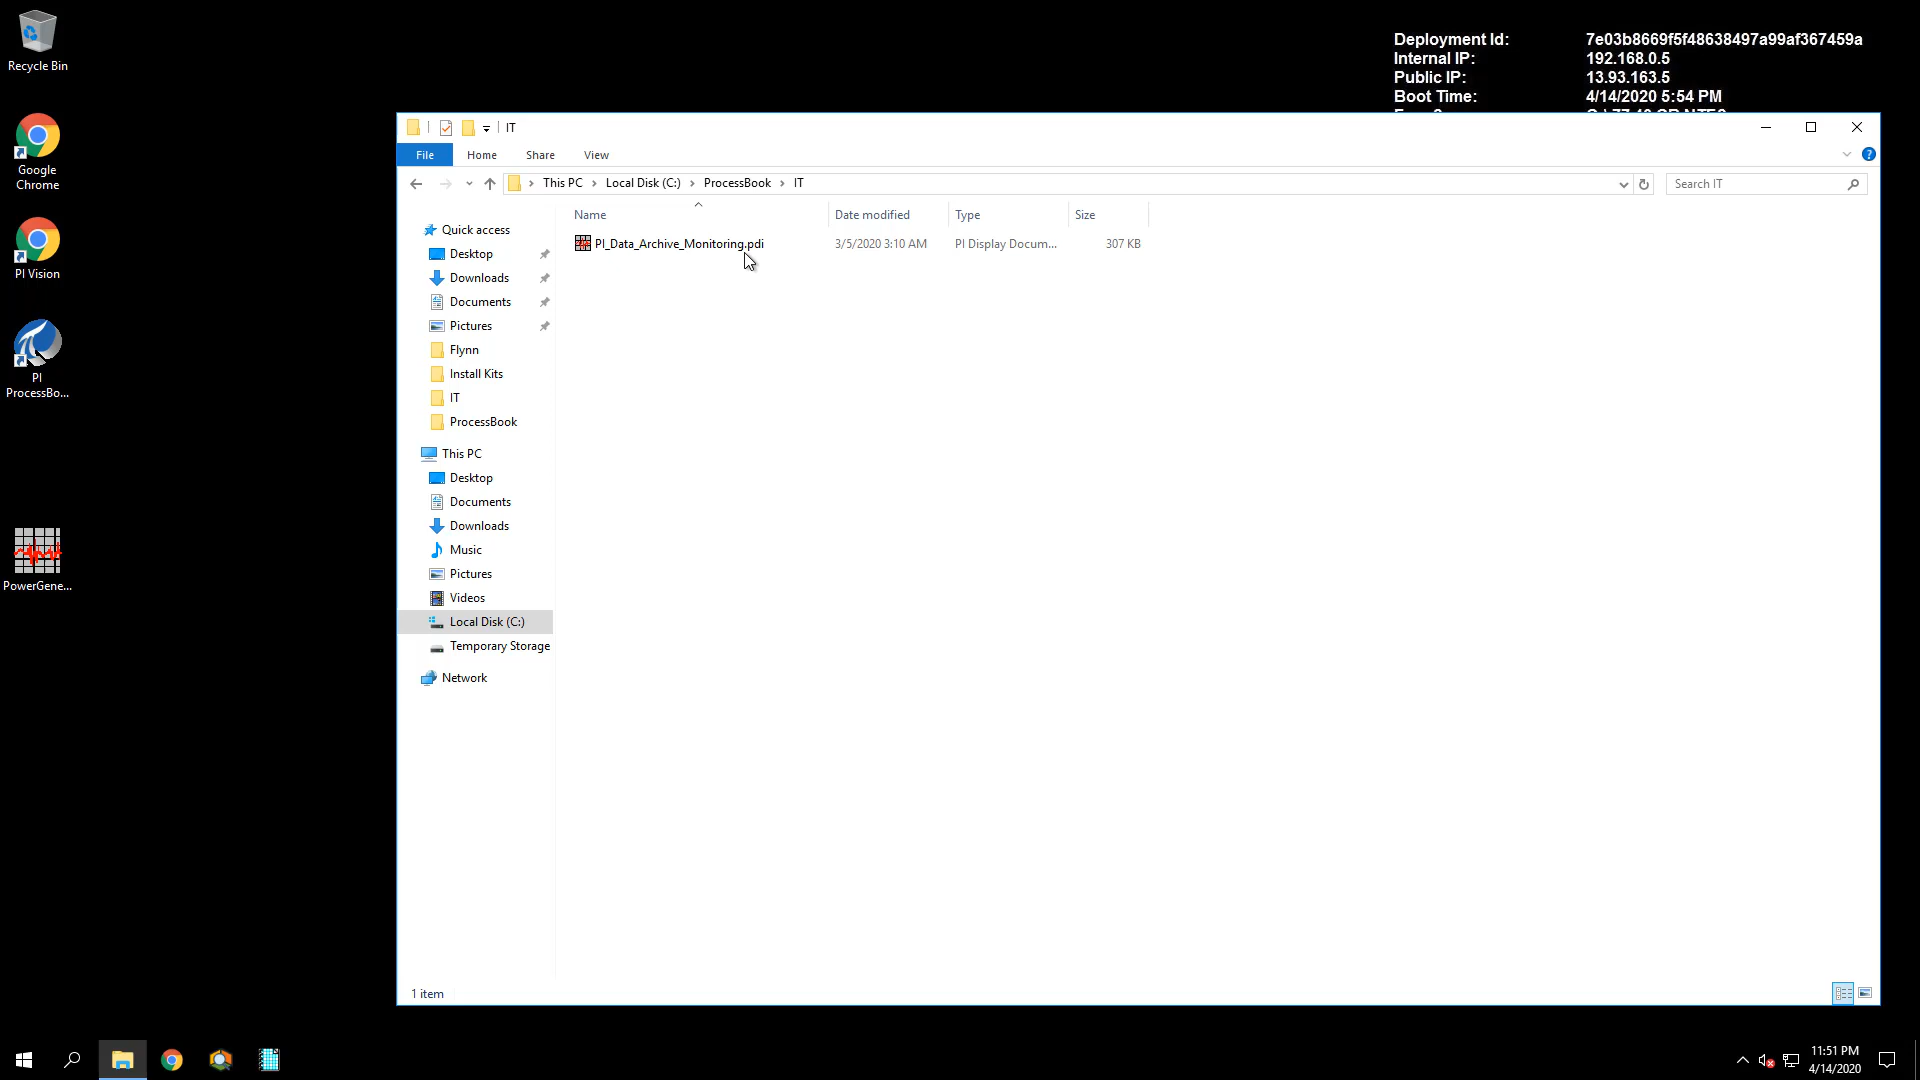 Recycle Bin
Google
Chrome
PI Vision
PI
ProcessBo...
PowerGene...
Deployment Id: 7e03b8669f5f48638497a99af367459a
Internal IP: 192.168.0.5
Public IP: 13.93.163.5
Boot Time: 4/14/2020 5:54 PM
IT
File Home Share View
This PC Local Disk (C:) ProcessBook IT
Search IT
Name Date modified Type Size
PI_Data_Archive_Monitoring.pdi 3/5/2020 3:10 AM PI Display Docum... 307 KB
Quick access
Desktop
Downloads
Documents
Pictures
Flynn
Install Kits
IT
ProcessBook
This PC
Desktop
Documents
Downloads
Music
Pictures
Videos
Local Disk (C:)
Temporary Storage
Network
1 item
11:51 PM
4/14/2020